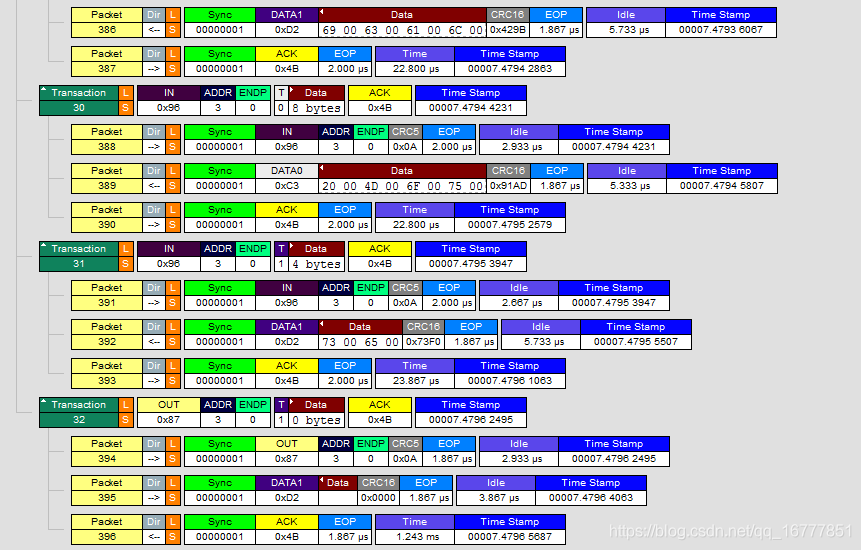 Packet Dir L Sync DATA1 Data CRC16 EOP Idle Time Stamp
386 <-- S 00000001 0xD2 69 00 63 00 61 00 6C 00 0x429B 1.867 µs 5.733 µs 00007.4793 6067
Packet Dir L Sync ACK EOP Time Time Stamp
387 --> S 00000001 0x4B 2.000 µs 22.800 µs 00007.4794 2863
Transaction L IN ADDR ENDP T Data ACK Time Stamp
30 S 0x96 3 0 0 8 bytes 0x4B 00007.4794 4231
Packet Dir L Sync IN ADDR ENDP CRC5 EOP Idle Time Stamp
388 --> S 00000001 0x96 3 0 0x0A 2.000 µs 2.933 µs 00007.4794 4231
Packet Dir L Sync DATA0 Data CRC16 EOP Idle Time Stamp
389 <-- S 00000001 0xC3 20 00 4D 00 6F 00 75 00 0x91AD 1.867 µs 5.333 µs 00007.4794 5807
Packet Dir L Sync ACK EOP Time Time Stamp
390 --> S 00000001 0x4B 2.000 µs 22.800 µs 00007.4795 2579
Transaction L IN ADDR ENDP T Data ACK Time Stamp
31 S 0x96 3 0 1 4 bytes 0x4B 00007.4795 3947
Packet Dir L Sync IN ADDR ENDP CRC5 EOP Idle Time Stamp
391 --> S 00000001 0x96 3 0 0x0A 2.000 µs 2.667 µs 00007.4795 3947
Packet Dir L Sync DATA1 Data CRC16 EOP Idle Time Stamp
392 <-- S 00000001 0xD2 73 00 65 00 0x73F0 1.867 µs 5.733 µs 00007.4795 5507
Packet Dir L Sync ACK EOP Time Time Stamp
393 --> S 00000001 0x4B 2.000 µs 23.867 µs 00007.4796 1063
Transaction L OUT ADDR ENDP T Data ACK Time Stamp
32 S 0x87 3 0 1 0 bytes 0x4B 00007.4796 2495
Packet Dir L Sync OUT ADDR ENDP CRC5 EOP Idle Time Stamp
394 --> S 00000001 0x87 3 0 0x0A 1.867 µs 2.933 µs 00007.4796 2495
Packet Dir L Sync DATA1 Data CRC16 EOP Idle Time Stamp
395 --> S 00000001 0xD2 0x0000 1.867 µs 3.867 µs 00007.4796 4063
Packet Dir L Sync ACK EOP Time Time Stamp
396 <-- S 00000001 0x4B 1.867 µs 1.243 ms 00007.4796 5687
https://blog.csdn.net/qq_16777851